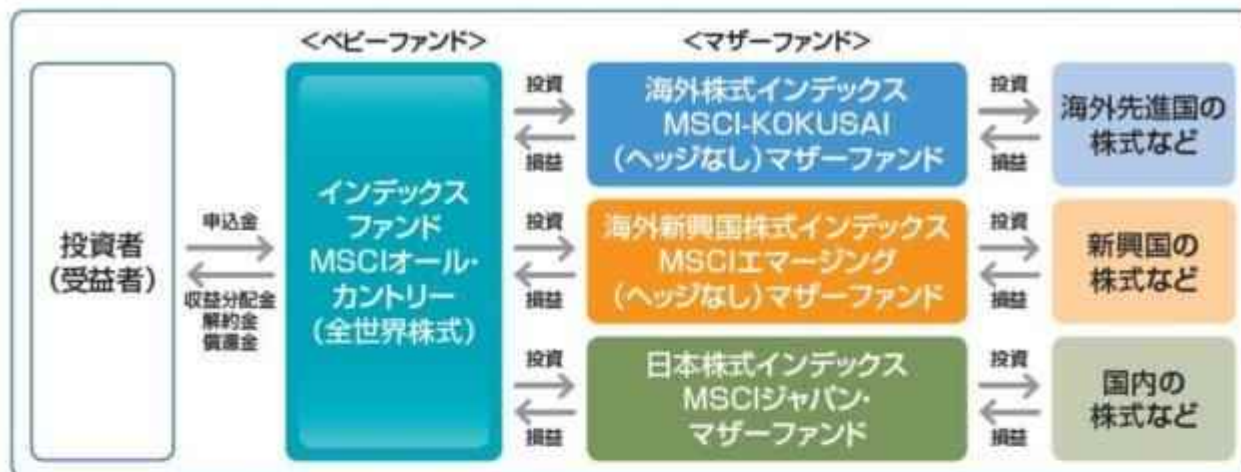 <ベビーファンド>
<マザーファンド>
投資者
(受益者)
申込金
収益分配金
解約金
償還金
インデックス
ファンド
MSCIオール・
カントリー
(全世界株式)
投資
損益
海外株式インデックス
MSCI-KOKUSAI
(ヘッジなし)マザーファンド
投資
損益
海外先進国の
株式など
投資
損益
海外新興国株式インデックス
MSCIエマージング
(ヘッジなし)マザーファンド
投資
損益
新興国の
株式など
投資
損益
日本株式インデックス
MSCIジャパン・
マザーファンド
投資
損益
国内の
株式など